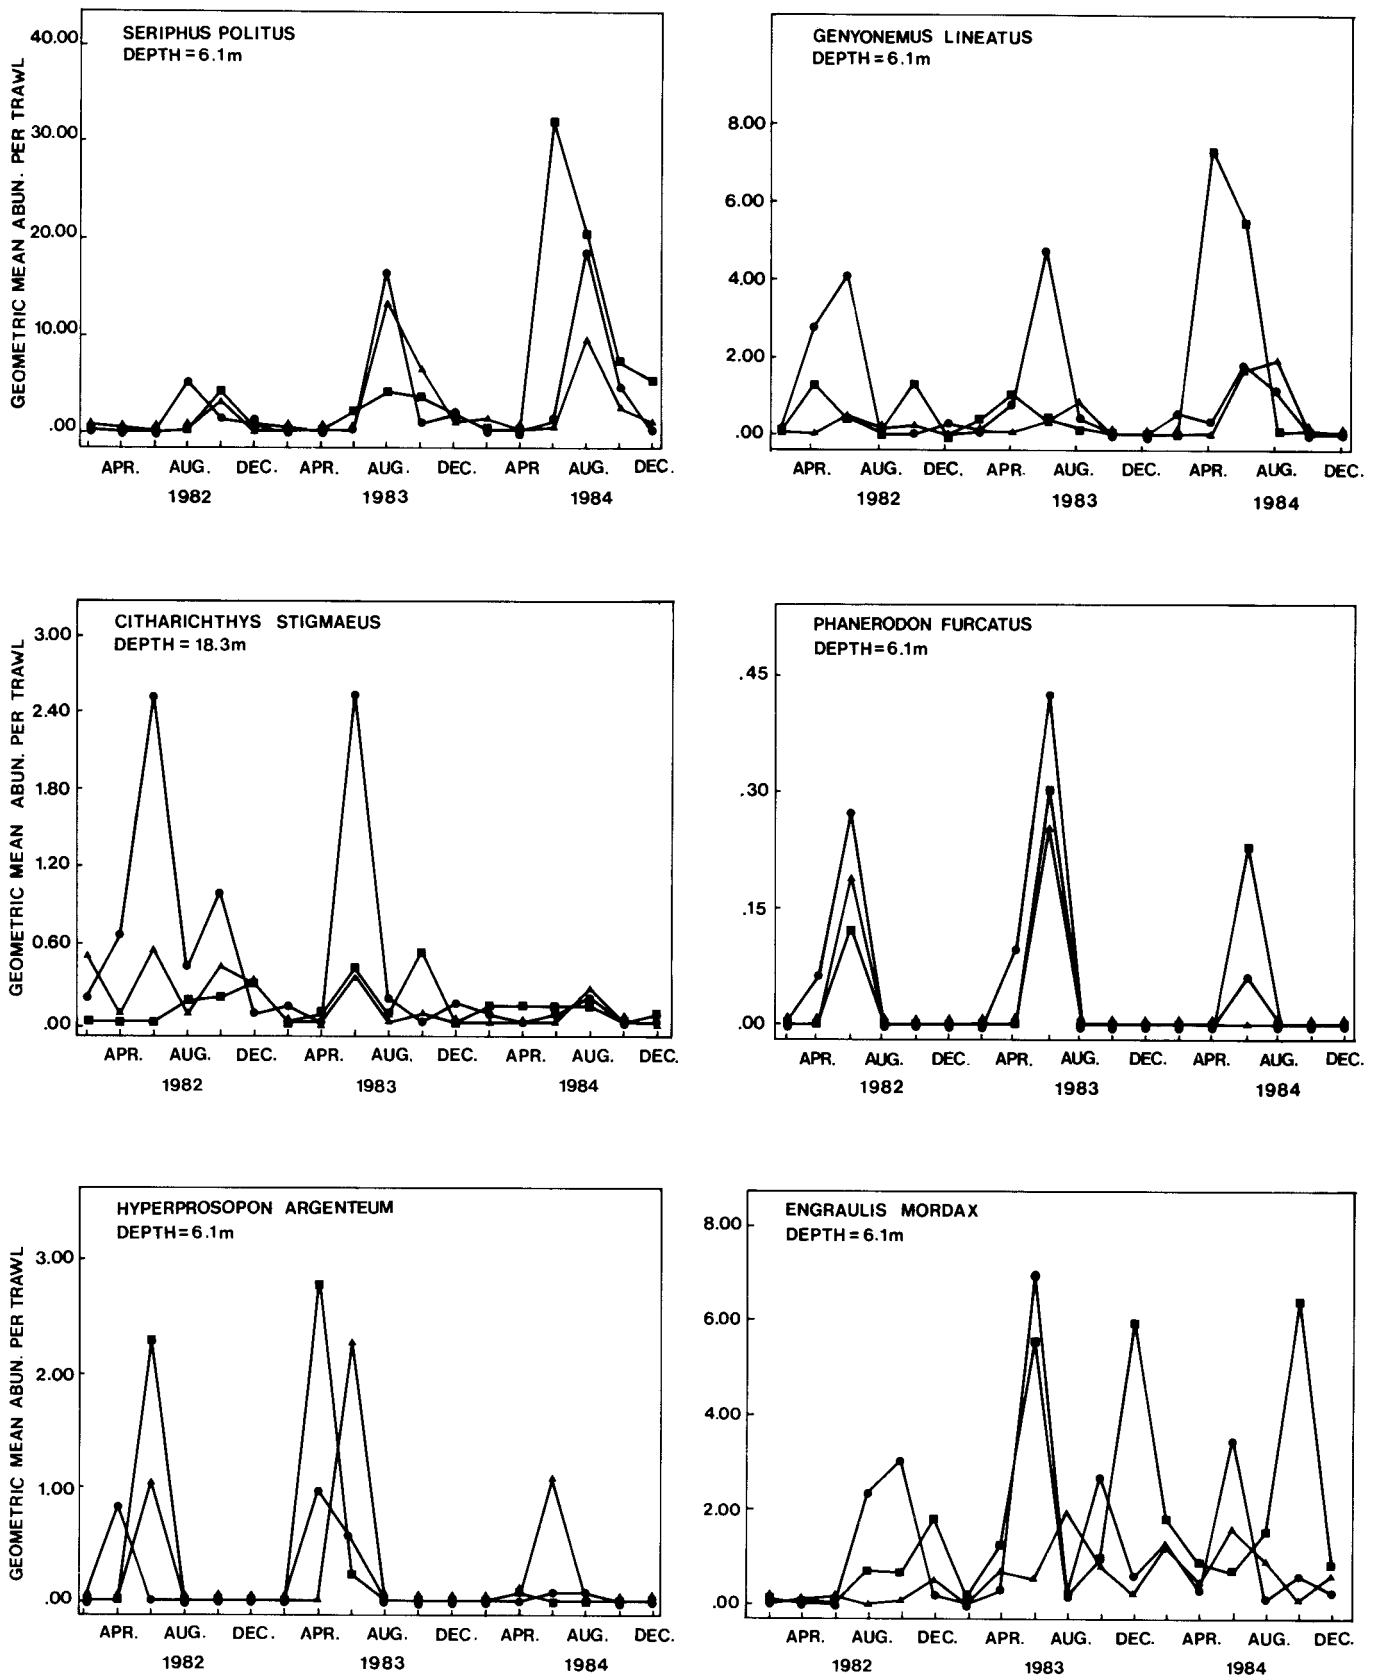 SERIPHUS POLITUS
DEPTH=6.1m
GEOMETRIC MEAN ABUN. PER TRAWL
40.00
30.00
20.00
10.00
.00
APR. AUG. DEC. APR. AUG. DEC. APR AUG. DEC.
1982 1983 1984
GENYONEMUS LINEATUS
DEPTH=6.1m
8.00
6.00
4.00
2.00
.00
APR. AUG. DEC. APR. AUG. DEC. APR. AUG. DEC.
1982 1983 1984
CITHARICHTHYS STIGMAEUS
DEPTH=18.3m
GEOMETRIC MEAN ABUN. PER TRAWL
3.00
2.40
1.80
1.20
0.60
.00
APR. AUG. DEC. APR. AUG. DEC. APR. AUG. DEC.
1982 1983 1984
PHANERODON FURCATUS
DEPTH=6.1m
.45
.30
.15
.00
APR. AUG. DEC. APR. AUG. DEC. APR. AUG. DEC.
1982 1983 1984
HYPERPROSOPON ARGENTEUM
DEPTH=6.1m
GEOMETRIC MEAN ABUN. PER TRAWL
3.00
2.00
1.00
.00
APR. AUG. DEC. APR. AUG. DEC. APR. AUG. DEC.
1982 1983 1984
ENGRAULIS MORDAX
DEPTH=6.1m
8.00
6.00
4.00
2.00
.00
APR. AUG. DEC. APR. AUG. DEC. APR. AUG. DEC.
1982 1983 1984